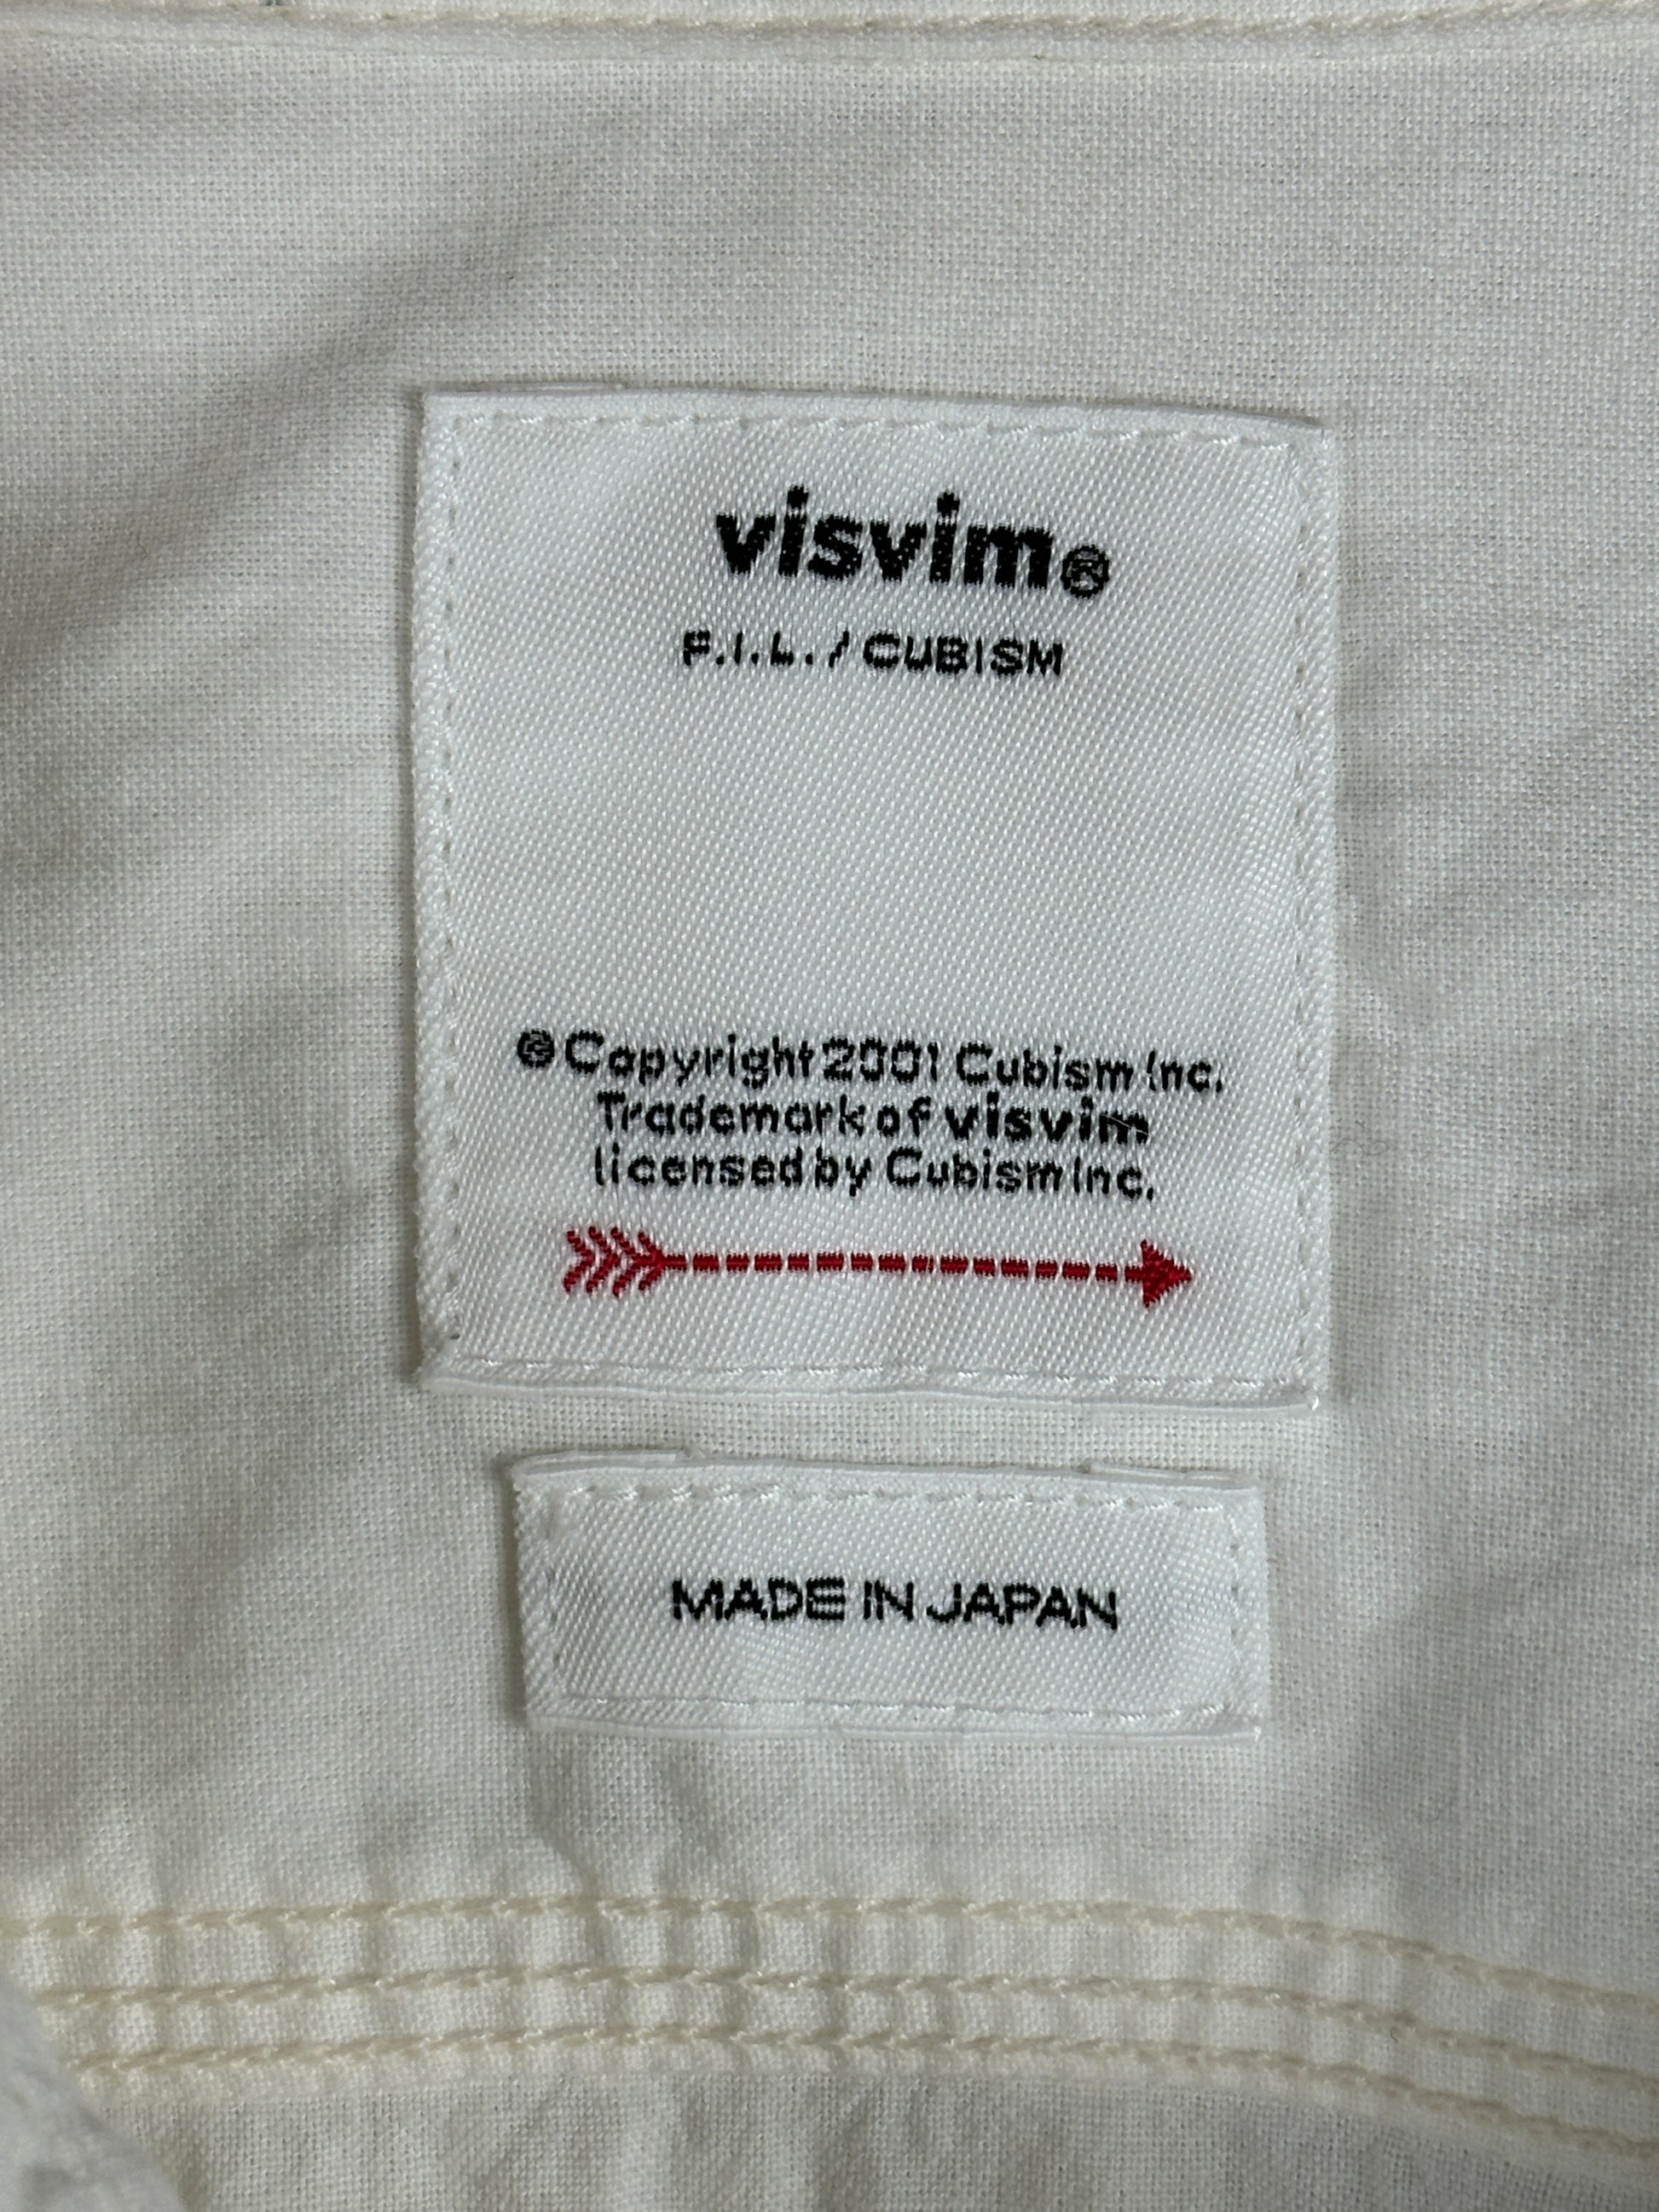 visvim®
F.I.L. / CUBISM
© Copyright 2001 Cubism Inc.
Trademark of visvim
licensed by Cubism Inc.
MADE IN JAPAN